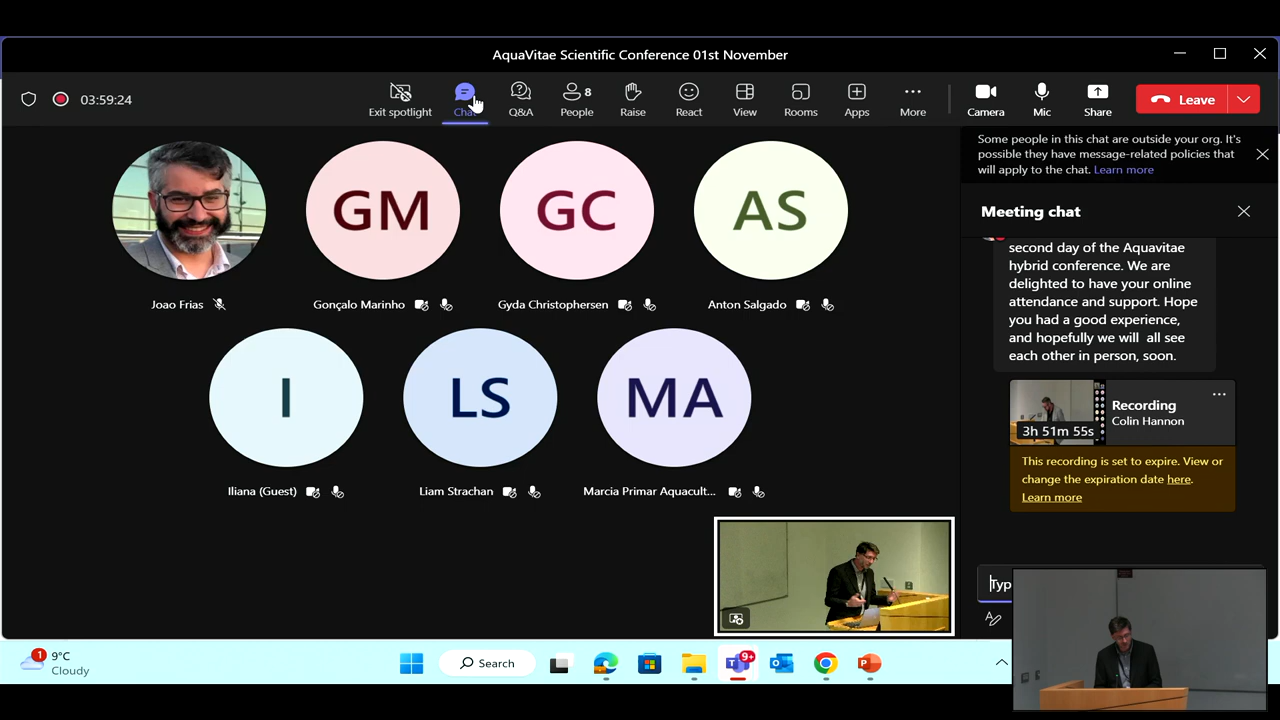 AquaVitae Scientific Conference 01st November
03:59:24
Exit spotlight
Chat
Q&A
8
People
Raise
React
View
Rooms
Apps
More
Camera
Mic
Share
Leave
Some people in this chat are outside your org. It's
possible they have message-related policies that
will apply to the chat. Learn more
Meeting chat
GM
GC
AS
Joao Frias
Gonçalo Marinho
Gyda Christophersen
Anton Salgado
second day of the Aquavitae
hybrid conference. We are
delighted to have your online
attendance and support. Hope
you had a good experience,
and hopefully we will all see
each other in person, soon.
I
LS
MA
Iliana (Guest)
Liam Strachan
Marcia Primar Aquacult...
Recording
Colin Hannon
3h 51m 55s
This recording is set to expire. View or
change the expiration date here.
Learn more
Typ
1
9°C
Cloudy
Search
9+